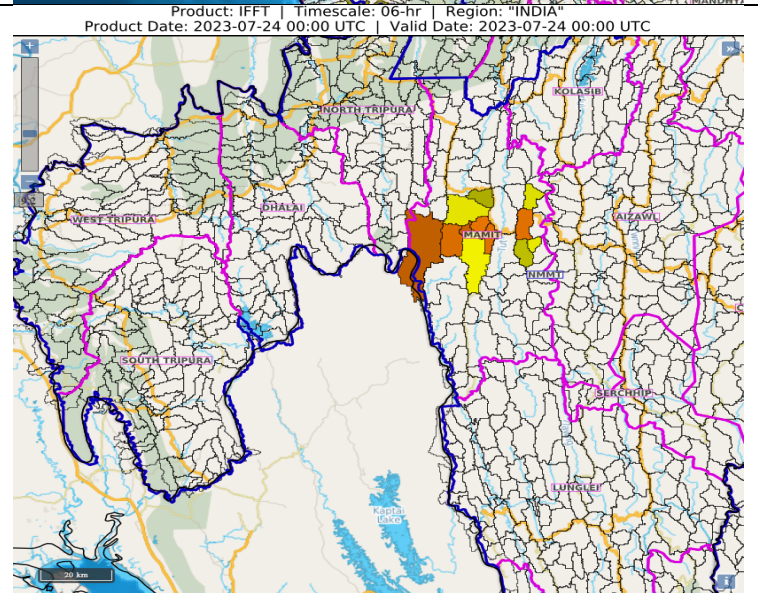 Product: IFFT | Timescale: 06-hr | Region: "INDIA"
Product Date: 2023-07-24 00:00 UTC | Valid Date: 2023-07-24 00:00 UTC
+
»
KOLASIB
NORTH TRIPURA
DHALAI
WEST TRIPURA
AIZAWL
MAMIT
NMMT
SOUTH TRIPURA
SERCHHIP
LUNGLEI
Kaptai
Lake
20 km
i